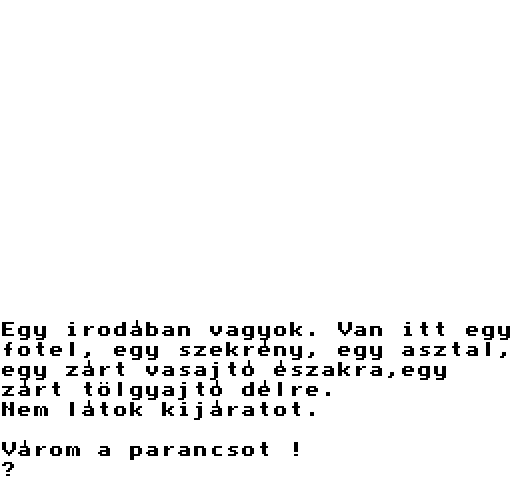 Egy irodában vagyok. Van itt egy
fotel, egy szekrény, egy asztal,
egy zárt vasajtó északra,egy
zárt tölgyajtó délre.
Nem látok kijáratot.
Várom a parancsot !
?